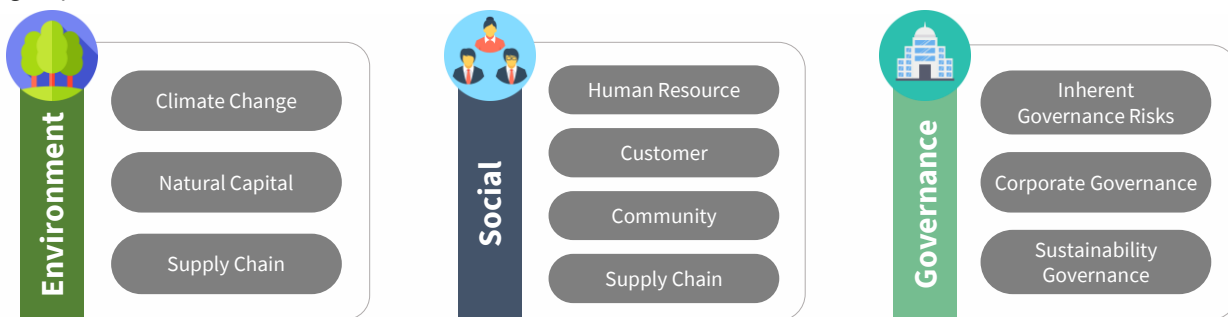 Environment
Climate Change
Natural Capital
Supply Chain
Social
Human Resource
Customer
Community
Supply Chain
Governance
Inherent
Governance Risks
Corporate Governance
Sustainability
Governance